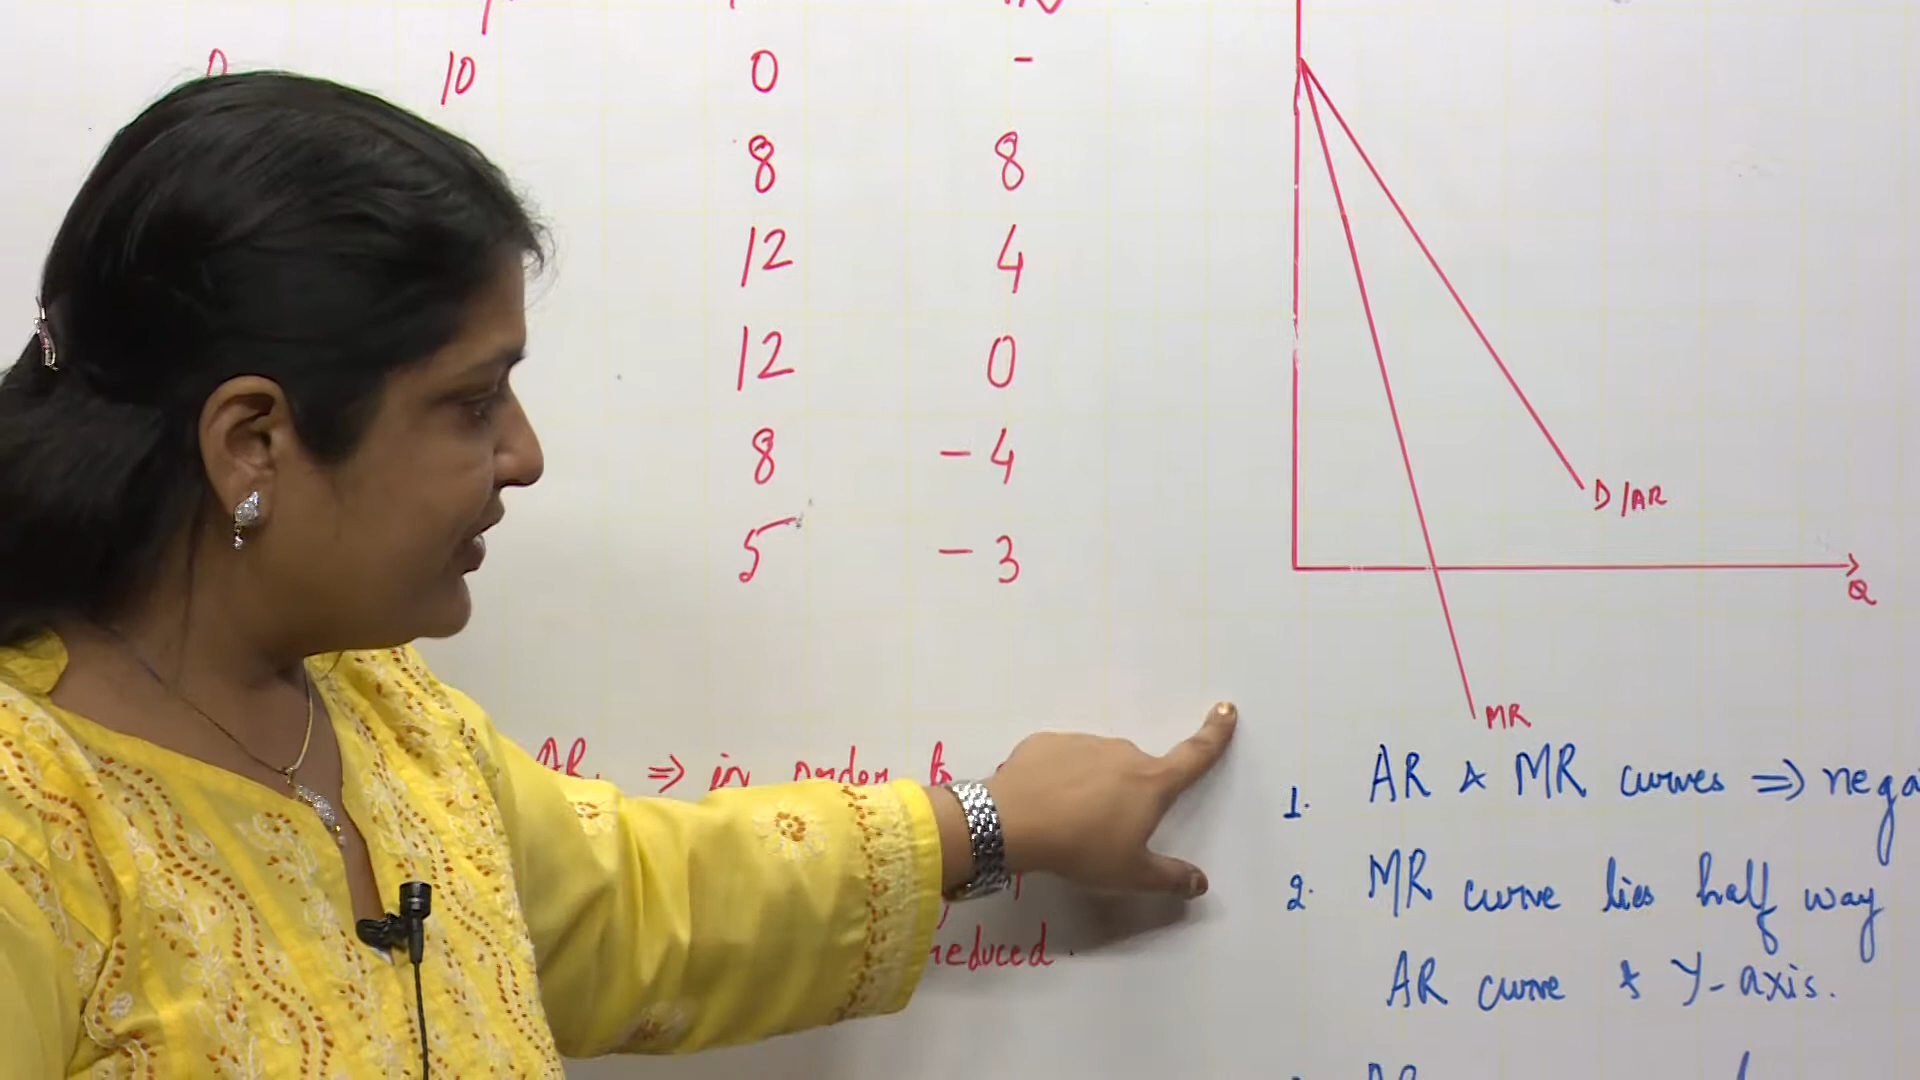 0 10 0 -
8 8
12 4
12 0
8 - 4
5 - 3
D/AR
Q
MR
AR ⇒ in order to
reduced.
1. AR & MR curves ⇒ nega
2. MR curve lies half way
AR curve & Y-axis.